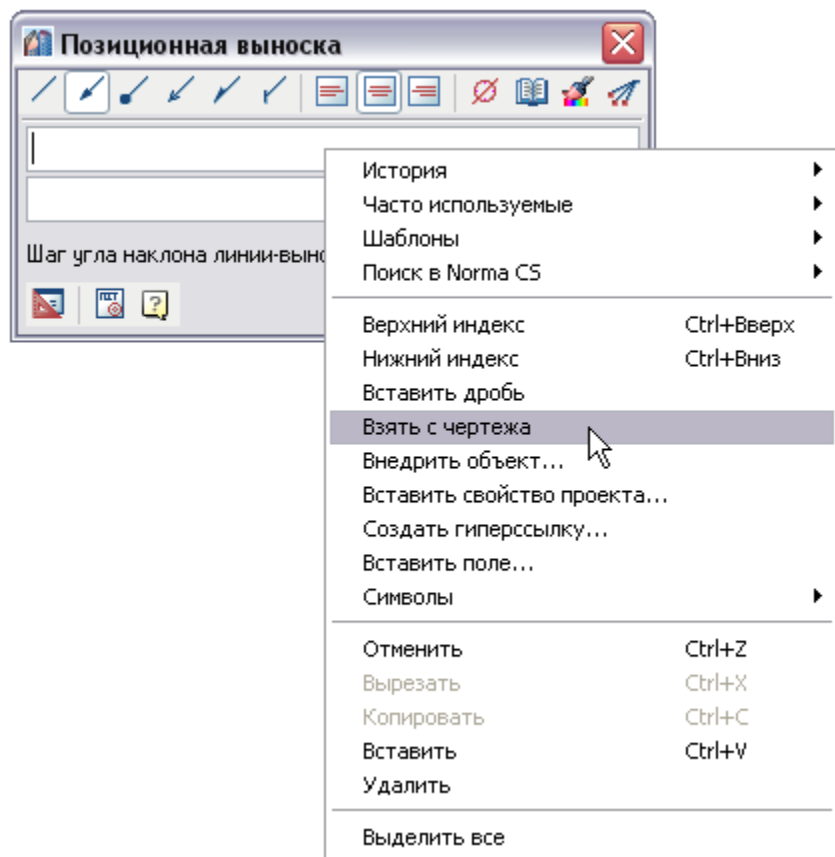 Позиционная выноска
Шаг угла наклона линии-вынс
История
Часто используемые
Шаблоны
Поиск в Norma CS
Верхний индекс Ctrl+Вверх
Нижний индекс Ctrl+Вниз
Вставить дробь
Взять с чертежа
Внедрить объект...
Вставить свойство проекта...
Создать гиперссылку...
Вставить поле...
Символы
Отменить Ctrl+Z
Вырезать Ctrl+X
Копировать Ctrl+C
Вставить Ctrl+V
Удалить
Выделить все